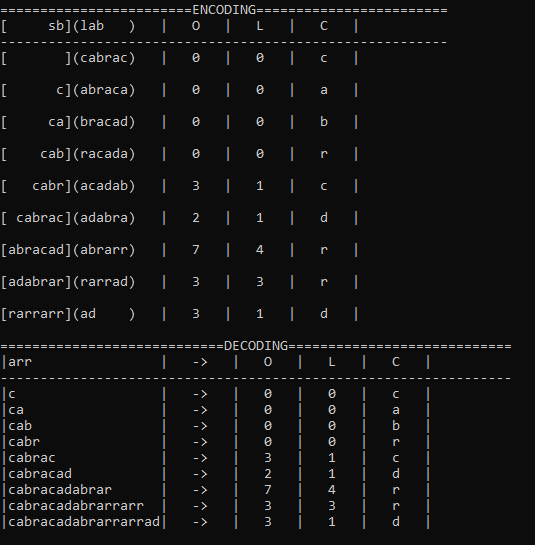 ========================ENCODING========================
[     sb](lab   )   |   O   |   L   |   C   |
--------------------------------------------------------
[       ](cabrac)   |   0   |   0   |   c   |
[      c](abraca)   |   0   |   0   |   a   |
[     ca](bracad)   |   0   |   0   |   b   |
[    cab](racada)   |   0   |   0   |   r   |
[   cabr](acadab)   |   3   |   1   |   c   |
[ cabrac](adabra)   |   2   |   1   |   d   |
[abracad](abrarr)   |   7   |   4   |   r   |
[adabrar](rarrad)   |   3   |   3   |   r   |
[rarrarr](ad    )   |   3   |   1   |   d   |
============================DECODING============================
|arr                |   ->   |   O   |   L   |   C   |
----------------------------------------------------------------
|c                  |   ->   |   0   |   0   |   c   |
|ca                 |   ->   |   0   |   0   |   a   |
|cab                |   ->   |   0   |   0   |   b   |
|cabr               |   ->   |   0   |   0   |   r   |
|cabrac             |   ->   |   3   |   1   |   c   |
|cabracad           |   ->   |   2   |   1   |   d   |
|cabracadabrar      |   ->   |   7   |   4   |   r   |
|cabracadabrarrarr  |   ->   |   3   |   3   |   r   |
|cabracadabrarrarrad|   ->   |   3   |   1   |   d   |